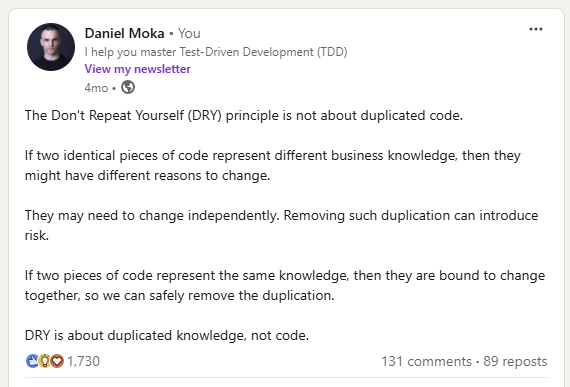 Daniel Moka • You
I help you master Test-Driven Development (TDD)
View my newsletter
4mo •
The Don't Repeat Yourself (DRY) principle is not about duplicated code.
If two identical pieces of code represent different business knowledge, then they
might have different reasons to change.
They may need to change independently. Removing such duplication can introduce
risk.
If two pieces of code represent the same knowledge, then they are bound to change
together, so we can safely remove the duplication.
DRY is about duplicated knowledge, not code.
1,730
131 comments • 89 reposts